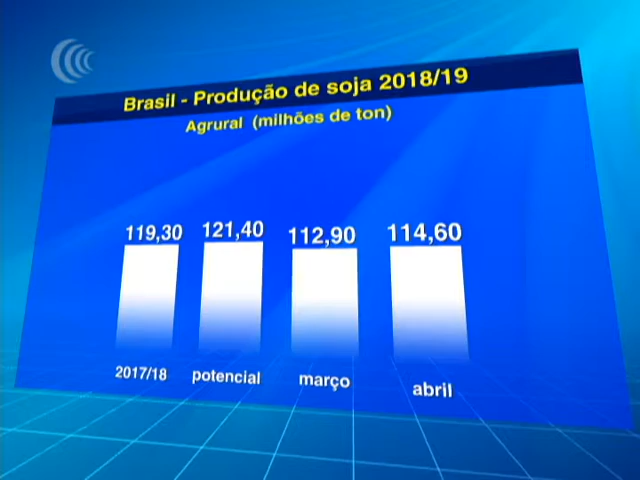 Brasil - Produção de soja 2018/19
Agrural (milhões de ton)
119,30 121,40 112,90 114,60
2017/18 potencial março abril